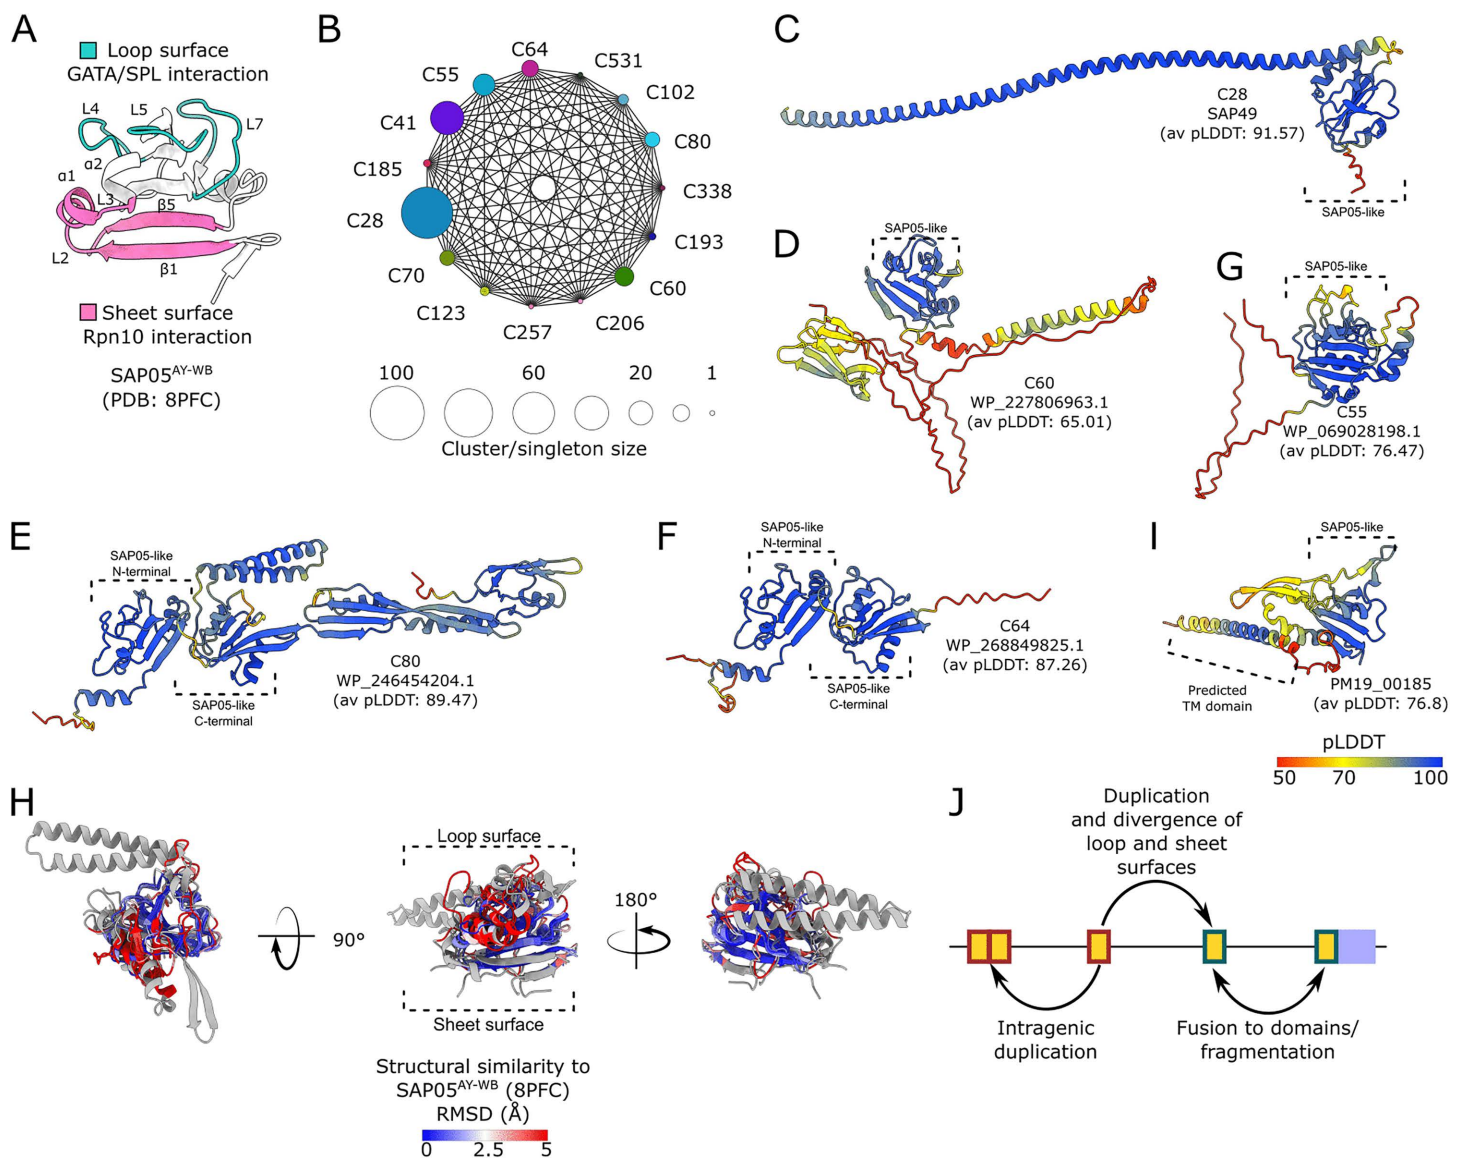 A
Loop surface
GATA/SPL interaction
L4
L5
L7
α2
α1
L3
β5
L2
β1
Sheet surface
Rpn10 interaction
SAP05AY-WB
(PDB: 8PFC)
B
C64
C531
C55
C102
C41
C80
C185
C338
C28
C193
C70
C60
C123
C206
C257
100
60
20
1
Cluster/singleton size
C
C28
SAP49
(av pLDDT: 91.57)
SAP05-like
D
SAP05-like
C60
WP_227806963.1
(av pLDDT: 65.01)
G
SAP05-like
C55
WP_069028198.1
(av pLDDT: 76.47)
E
SAP05-like
N-terminal
C80
WP_246454204.1
(av pLDDT: 89.47)
SAP05-like
C-terminal
F
SAP05-like
N-terminal
C64
WP_268849825.1
(av pLDDT: 87.26)
SAP05-like
C-terminal
I
SAP05-like
Predicted
TM domain
PM19_00185
(av pLDDT: 76.8)
pLDDT
50
70
100
H
90°
Loop surface
Sheet surface
180°
Structural similarity to
SAP05AY-WB (8PFC)
RMSD (Å)
0
2.5
5
J
Duplication
and divergence of
loop and sheet
surfaces
Intragenic
duplication
Fusion to domains/
fragmentation